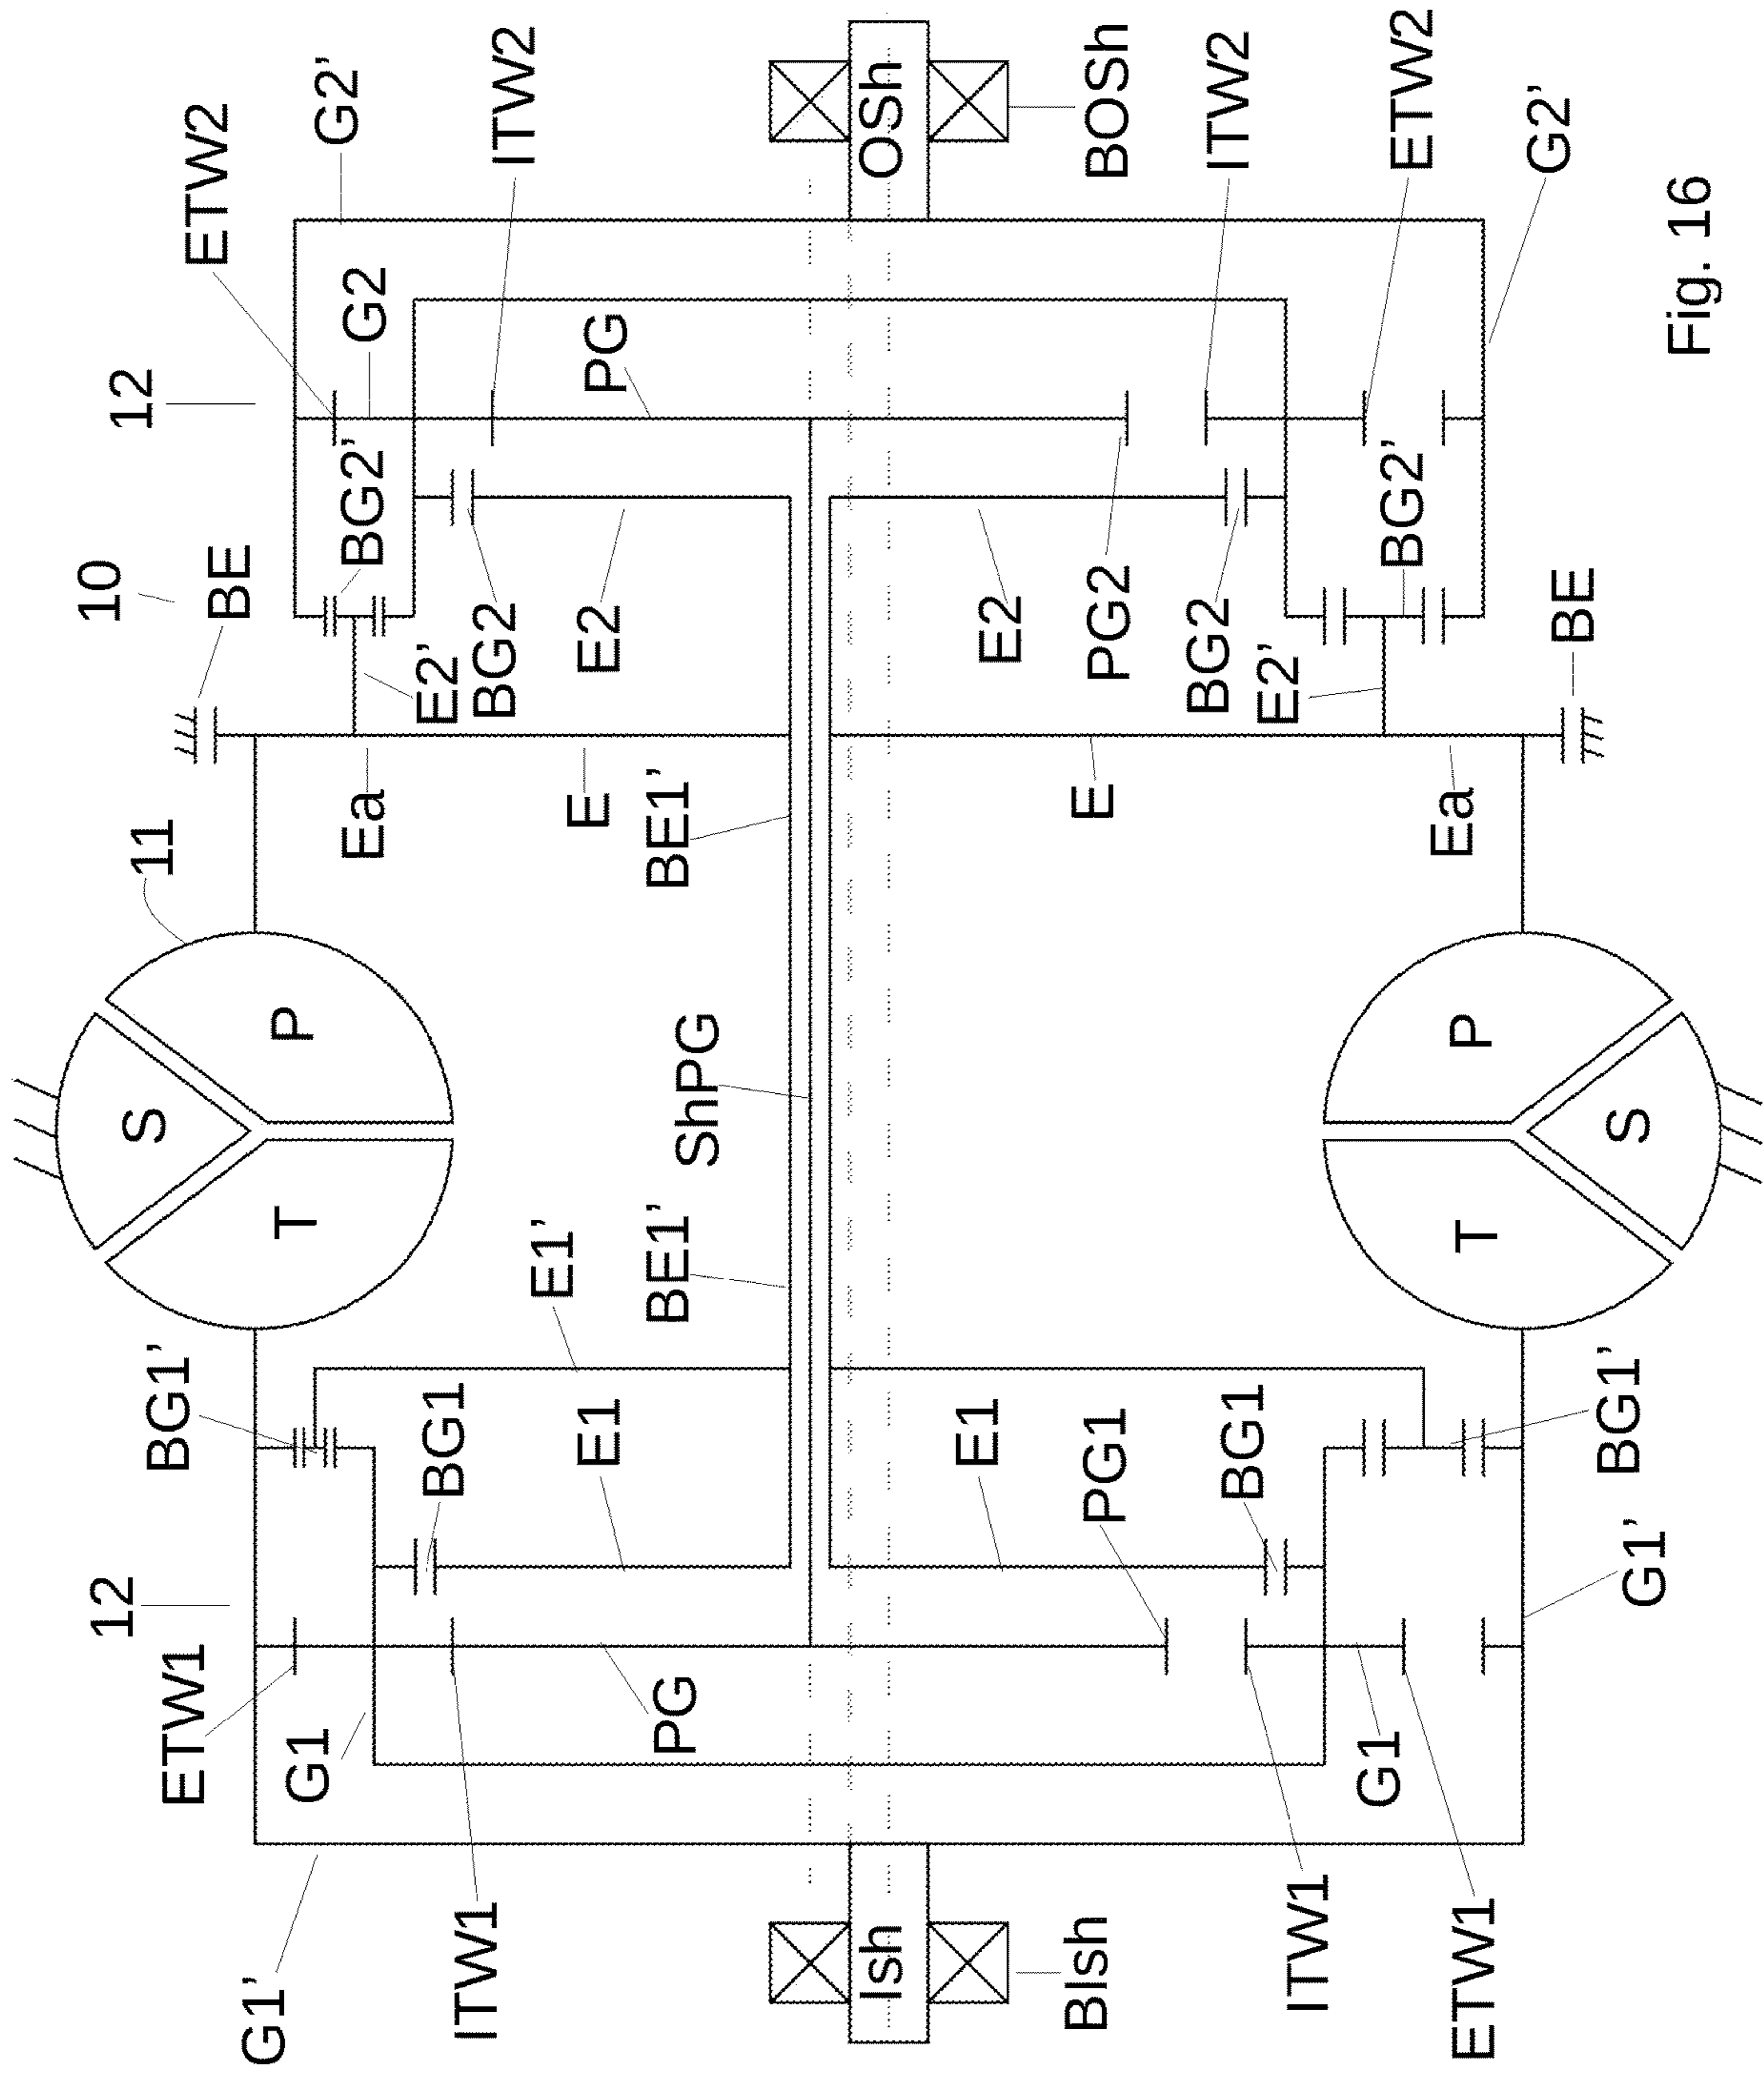 10
12
12
S
11
BG1’
ETW1
ETW2
BE
G1’
T
P
G1
G2’
Ea
BG2’
G2
BG1
E2’
ITW1
BG2
ITW2
E1’
E
E1
E2
PG
PG
BE1’
BE1’
ShPG
Ish
OSh
E1
E2
BIsh
PG1
E
PG2
BOSh
BG1
BG2
ITW2
E2’
ITW1
G1
BG2’
ETW2
Ea
T
P
ETW1
G2’
BE
BG1’
S
G1’
Fig. 16